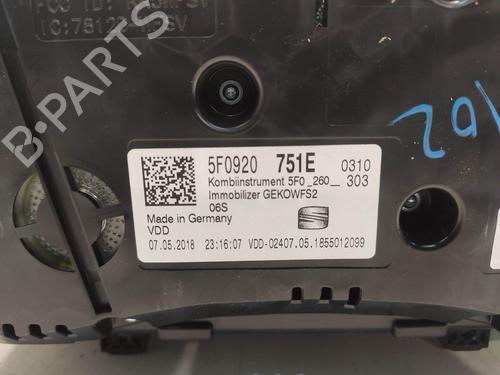 B-PARTS
5F0920 751E 0310
Kombiinstrument 5F0_260__ 303
Immobilizer GEKOWFS2
06S
Made in Germany
VDD
07.05.2018 23:16:07 VDD-02407.05.1855012099